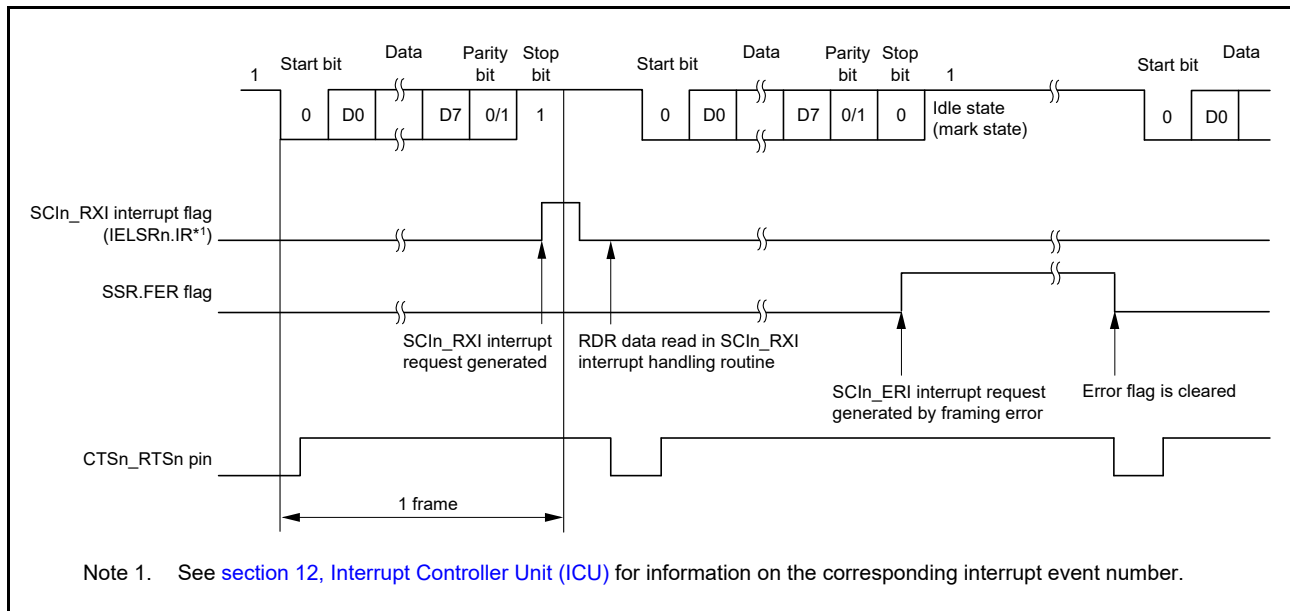 1
Start bit
Data
Parity
bit
Stop
bit
Start bit
Data
Parity
bit
Stop
bit
1
Start bit
Data
0
D0
D7
0/1
1
0
D0
D7
0/1
0
Idle state
(mark state)
0
D0
SCIn_RXI interrupt flag
(IELSRn.IR*1)
SSR.FER flag
SCIn_RXI interrupt
request generated
RDR data read in SCIn_RXI
interrupt handling routine
SCIn_ERI interrupt request
generated by framing error
Error flag is cleared
CTSn_RTSn pin
1 frame
Note 1. See section 12, Interrupt Controller Unit (ICU) for information on the corresponding interrupt event number.